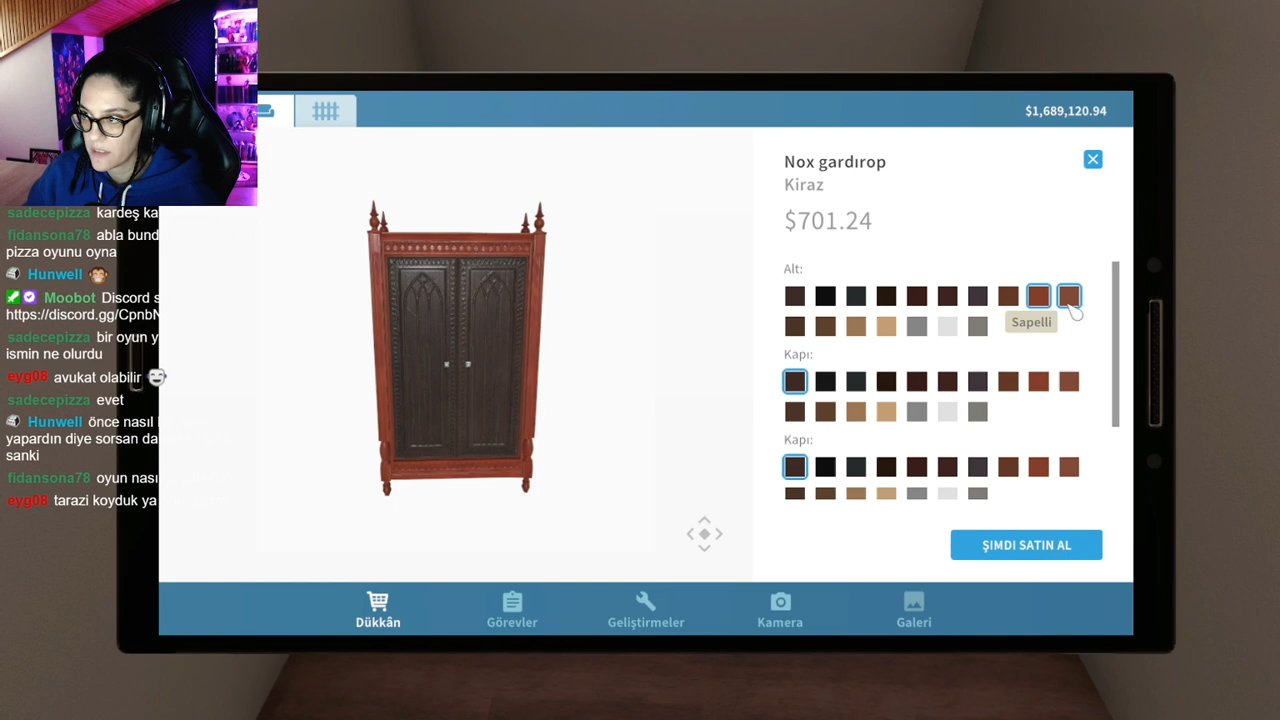 $1,689,120.94
Nox gardırop
Kiraz
$701.24
Alt:
Sapelli
Kapı:
Kapı:
ŞIMDI SATIN AL
Dükkân
Görevler
Geliştirmeler
Kamera
Galeri
sadecepizza kardeş ka
fidansona78 abla bund
pizza oyunu oyna
Hunwell
Moobot Discord s
https://discord.gg/CpnbN
sadecepizza bir oyun y
ismin ne olurdu
eyg08 avukat olabilir
sadecepizza evet
Hunwell önce nasıl
yapardın diye sorsan da
sanki
fidansona78 oyun nası
eyg08 tarazi koyduk ya